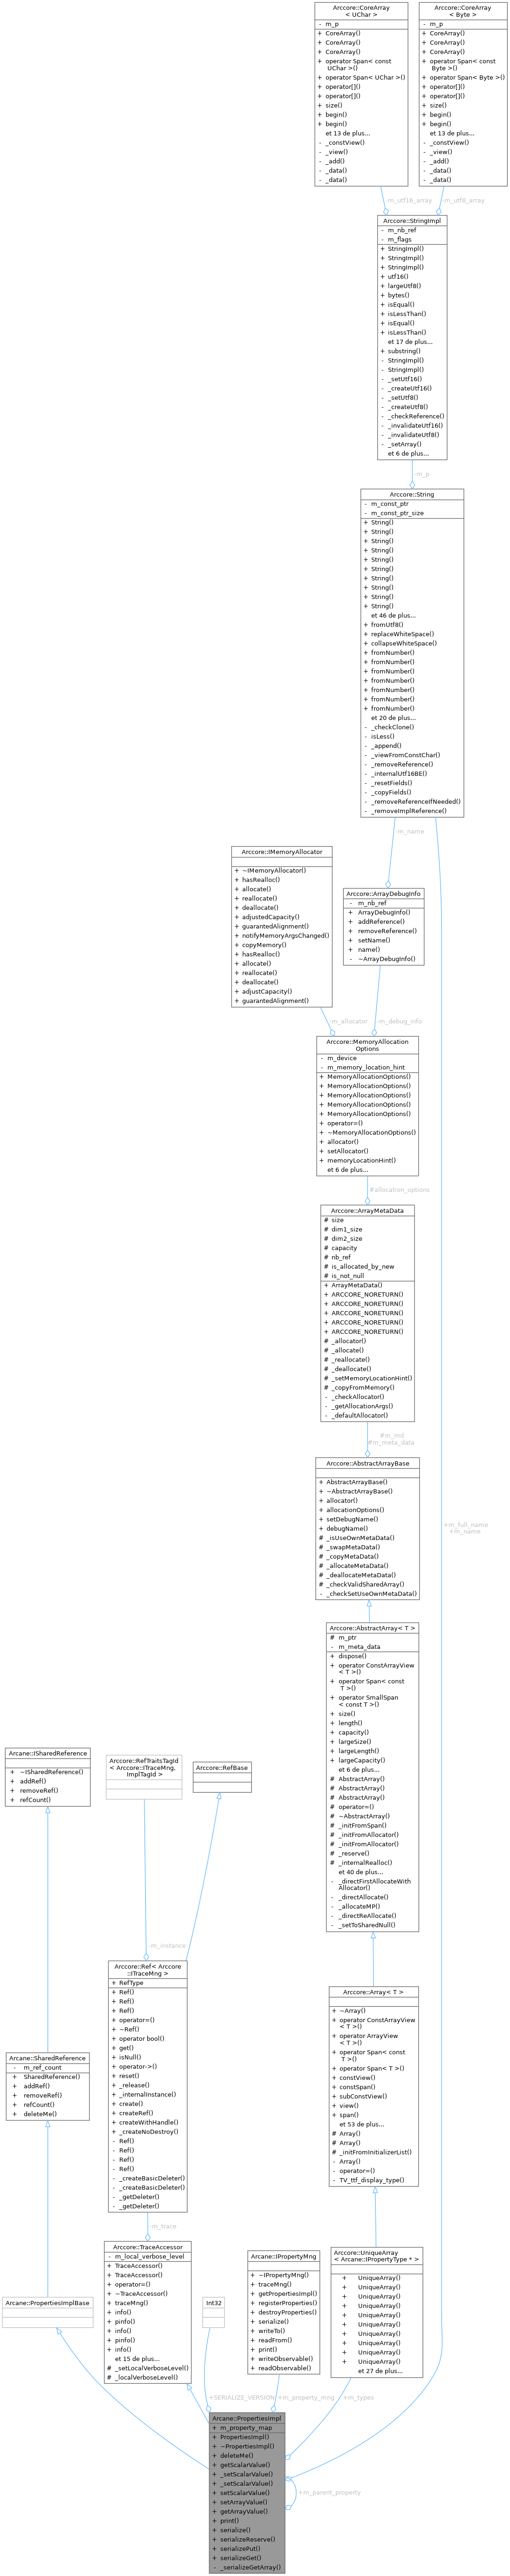 Arccore::CoreArray
< UChar >
- m_p
+ CoreArray()
+ CoreArray()
+ CoreArray()
+ operator Span< const
UChar >()
+ operator Span< UChar >()
+ operator[]()
+ operator[]()
+ size()
+ begin()
+ begin()
et 13 de plus...
- _constView()
- _view()
- _add()
- _data()
- _data()
Arccore::CoreArray
< Byte >
- m_p
+ CoreArray()
+ CoreArray()
+ CoreArray()
+ operator Span< const
Byte >()
+ operator Span< Byte >()
+ operator[]()
+ operator[]()
+ size()
+ begin()
+ begin()
et 13 de plus...
- _constView()
- _view()
- _add()
- _data()
- _data()
-m_utf16_array
-m_utf8_array
Arccore::StringImpl
- m_nb_ref
- m_flags
+ StringImpl()
+ StringImpl()
+ StringImpl()
+ utf16()
+ largeUtf8()
+ bytes()
+ isEqual()
+ isLessThan()
+ isEqual()
+ isLessThan()
et 17 de plus...
+ substring()
- StringImpl()
- StringImpl()
- _setUtf16()
- _createUtf16()
- _setUtf8()
- _createUtf8()
- _checkReference()
- _invalidateUtf16()
- _invalidateUtf8()
- _setArray()
et 6 de plus...
-m_p
Arccore::String
- m_const_ptr
- m_const_ptr_size
+ String()
+ String()
+ String()
+ String()
+ String()
+ String()
+ String()
+ String()
+ String()
+ String()
et 46 de plus...
+ fromUtf8()
+ replaceWhiteSpace()
+ collapseWhiteSpace()
+ fromNumber()
+ fromNumber()
+ fromNumber()
+ fromNumber()
+ fromNumber()
+ fromNumber()
+ fromNumber()
et 20 de plus...
- _checkClone()
- isLess()
- _append()
- _viewFromConstChar()
- _removeReference()
- _internalUtf16BE()
- _resetFields()
- _copyFields()
- _removeReferenceIfNeeded()
- _removeImplReference()
-m_name
Arccore::IMemoryAllocator
+ ~IMemoryAllocator()
+ hasRealloc()
+ allocate()
+ reallocate()
+ deallocate()
+ adjustedCapacity()
+ guarantedAlignment()
+ notifyMemoryArgsChanged()
+ copyMemory()
+ hasRealloc()
+ allocate()
+ reallocate()
+ deallocate()
+ adjustCapacity()
+ guarantedAlignment()
Arccore::ArrayDebugInfo
- m_nb_ref
+ ArrayDebugInfo()
+ addReference()
+ removeReference()
+ setName()
+ name()
- ~ArrayDebugInfo()
-m_allocator
-m_debug_info
Arccore::MemoryAllocation
Options
- m_device
- m_memory_location_hint
+ MemoryAllocationOptions()
+ MemoryAllocationOptions()
+ MemoryAllocationOptions()
+ MemoryAllocationOptions()
+ MemoryAllocationOptions()
+ operator=()
+ ~MemoryAllocationOptions()
+ allocator()
+ setAllocator()
+ memoryLocationHint()
et 6 de plus...
#allocation_options
Arccore::ArrayMetaData
# size
# dim1_size
# dim2_size
# capacity
# nb_ref
# is_allocated_by_new
# is_not_null
+ ArrayMetaData()
+ ARCCORE_NORETURN()
+ ARCCORE_NORETURN()
+ ARCCORE_NORETURN()
+ ARCCORE_NORETURN()
+ ARCCORE_NORETURN()
# _allocator()
# _allocate()
# _reallocate()
# _deallocate()
# _setMemoryLocationHint()
# _copyFromMemory()
- _checkAllocator()
- _getAllocationArgs()
- _defaultAllocator()
#m_md
#m_meta_data
Arccore::AbstractArrayBase
+ AbstractArrayBase()
+ ~AbstractArrayBase()
+ allocator()
+ allocationOptions()
+ setDebugName()
+ debugName()
# _isUseOwnMetaData()
# _swapMetaData()
# _copyMetaData()
# _allocateMetaData()
# _deallocateMetaData()
# _checkValidSharedArray()
- _checkSetUseOwnMetaData()
+m_full_name
+m_name
Arccore::AbstractArray< T >
# m_ptr
- m_meta_data
+ dispose()
+ operator ConstArrayView
< T >()
+ operator Span< const
T >()
+ operator SmallSpan
< const T >()
+ size()
+ length()
+ capacity()
+ largeSize()
+ largeLength()
+ largeCapacity()
et 6 de plus...
# AbstractArray()
# AbstractArray()
# AbstractArray()
# operator=()
# ~AbstractArray()
# _initFromSpan()
# _initFromAllocator()
# _initFromAllocator()
# _reserve()
# _internalRealloc()
et 40 de plus...
- _directFirstAllocateWith
Allocator()
- _directAllocate()
- _allocateMP()
- _directReAllocate()
- _setToSharedNull()
Arcane::ISharedReference
+ ~ISharedReference()
+ addRef()
+ removeRef()
+ refCount()
Arccore::RefTraitsTagId
< Arccore::ITraceMng,
ImplTagId >
Arccore::RefBase
-m_instance
Arccore::Ref< Arccore
::ITraceMng >
+ RefType
+ Ref()
+ Ref()
+ Ref()
+ operator=()
+ ~Ref()
+ operator bool()
+ get()
+ isNull()
+ operator->()
+ reset()
+ _release()
+ _internalInstance()
+ create()
+ createRef()
+ createWithHandle()
+ _createNoDestroy()
- Ref()
- Ref()
- Ref()
- Ref()
- _createBasicDeleter()
- _createBasicDeleter()
- _getDeleter()
- _getDeleter()
Arccore::Array< T >
+ ~Array()
+ operator ConstArrayView
< T >()
+ operator ArrayView
< T >()
+ operator Span< const
T >()
+ operator Span< T >()
+ constView()
+ constSpan()
+ subConstView()
+ view()
+ span()
et 53 de plus...
# Array()
# Array()
# _initFromInitializerList()
- Array()
- operator=()
- TV_ttf_display_type()
Arcane::SharedReference
- m_ref_count
+ SharedReference()
+ addRef()
+ removeRef()
+ refCount()
+ deleteMe()
-m_trace
Arcane::PropertiesImplBase
Arccore::TraceAccessor
- m_local_verbose_level
+ TraceAccessor()
+ TraceAccessor()
+ operator=()
+ ~TraceAccessor()
+ traceMng()
+ info()
+ pinfo()
+ info()
+ pinfo()
+ info()
et 15 de plus...
# _setLocalVerboseLevel()
# _localVerboseLevel()
Int32
Arcane::IPropertyMng
+ ~IPropertyMng()
+ traceMng()
+ getPropertiesImpl()
+ registerProperties()
+ destroyProperties()
+ serialize()
+ writeTo()
+ readFrom()
+ print()
+ writeObservable()
+ readObservable()
Arccore::UniqueArray
< Arcane::IPropertyType * >
+ UniqueArray()
+ UniqueArray()
+ UniqueArray()
+ UniqueArray()
+ UniqueArray()
+ UniqueArray()
+ UniqueArray()
+ UniqueArray()
+ UniqueArray()
+ UniqueArray()
et 27 de plus...
+SERIALIZE_VERSION
+m_property_mng
+m_types
Arcane::PropertiesImpl
+ m_property_map
+ PropertiesImpl()
+ ~PropertiesImpl()
+ deleteMe()
+ getScalarValue()
+ _setScalarValue()
+ _setScalarValue()
+ setScalarValue()
+ setArrayValue()
+ getArrayValue()
+ print()
+ serialize()
+ serializeReserve()
+ serializePut()
+ serializeGet()
- _serializeGetArray()
+m_parent_property